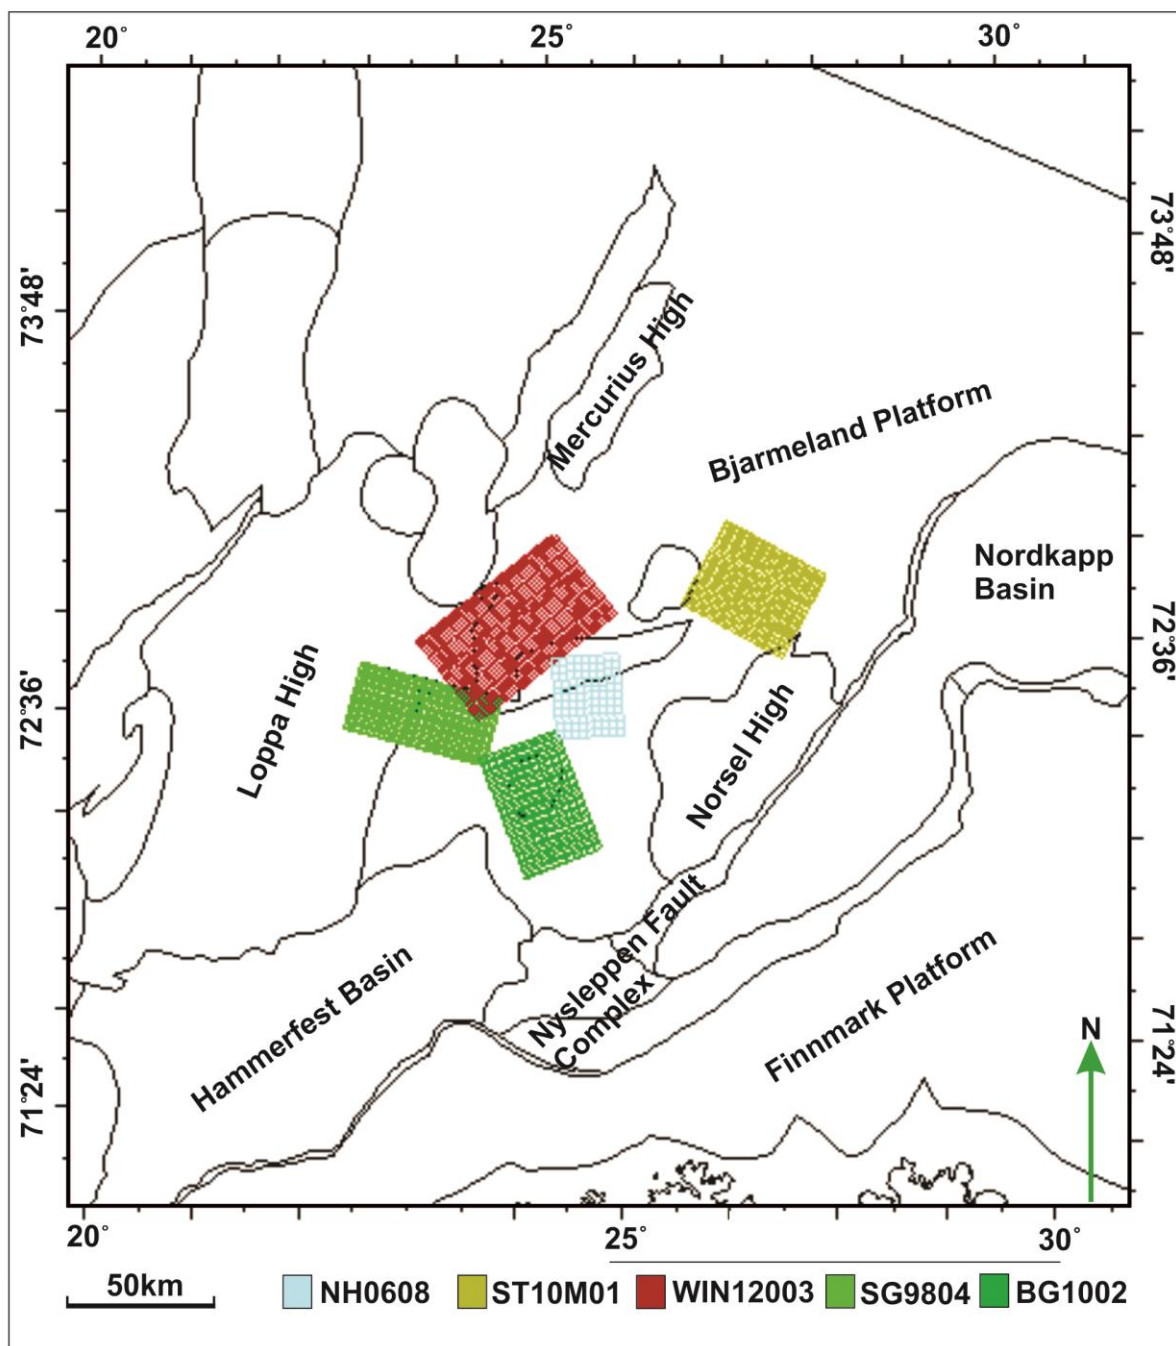 20° 25° 30°
73°48'
73°48'
Mercurius High
Bjarmeland Platform
Nordkapp
Basin
72°36'
72°36'
Loppa High
Norsel High
Nysleppen Fault
Complex
Hammerfest Basin
Finnmark Platform
N
71°24'
71°24'
20° 25° 30°
50km NH0608 ST10M01 WIN12003 SG9804 BG1002